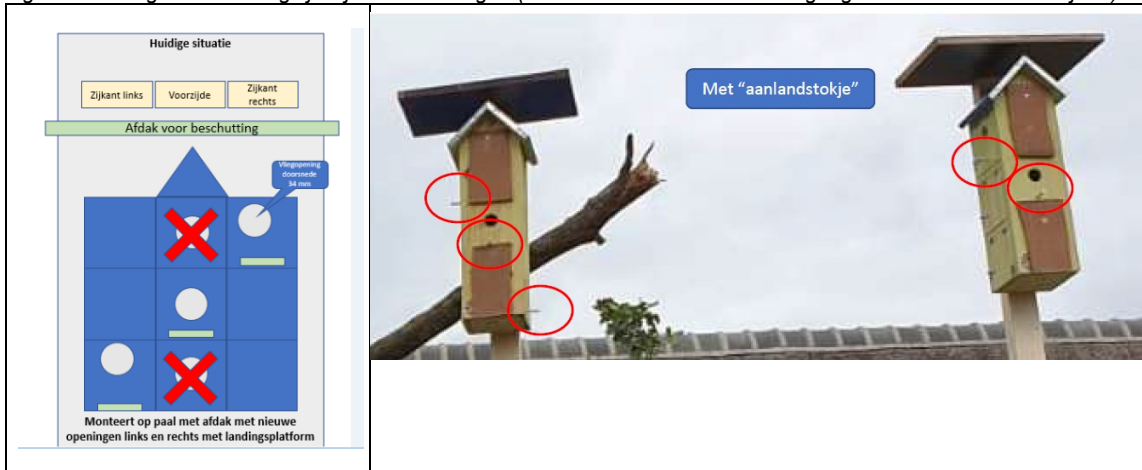 Huidige situatie
Zijkant links
Voorzijde
Zijkant
rechts
Afdak voor beschutting
Vliegopening
doorsnede
34 mm
Monteert op paal met afdak met nieuwe
openingen links en rechts met landingsplatform
Met “aanlandstokje”